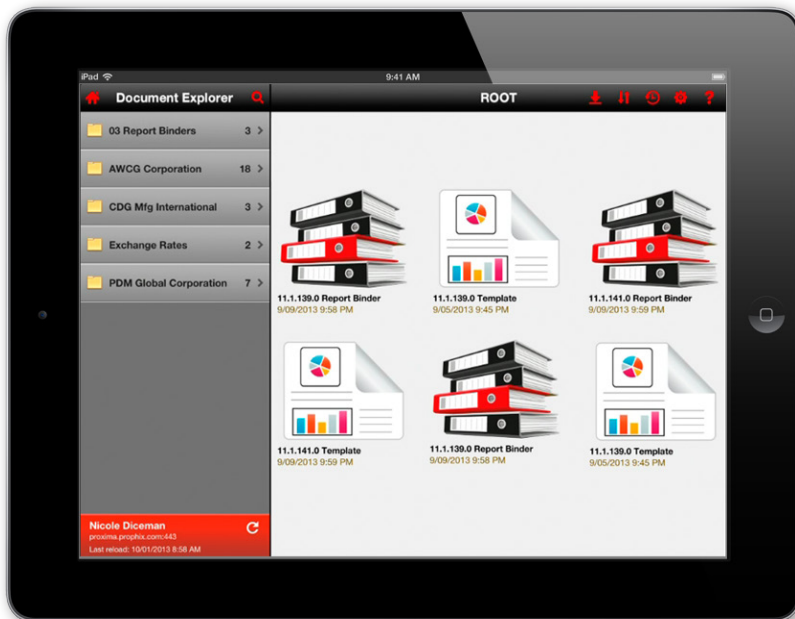 iPad
9:41 AM
Document Explorer
ROOT
?
03 Report Binders 3 >
AWCG Corporation 18 >
CDG Mfg International 3 >
Exchange Rates 2 >
PDM Global Corporation 7 >
11.1.139.0 Report Binder
9/09/2013 9:58 PM
11.1.139.0 Template
9/05/2013 9:45 PM
11.1.141.0 Report Binder
9/09/2013 9:59 PM
11.1.141.0 Template
9/09/2013 9:59 PM
11.1.139.0 Report Binder
9/09/2013 9:58 PM
11.1.139.0 Template
9/05/2013 9:45 PM
Nicole Diceman
proxima.prophix.com:443
Last reload: 10/01/2013 8:58 AM